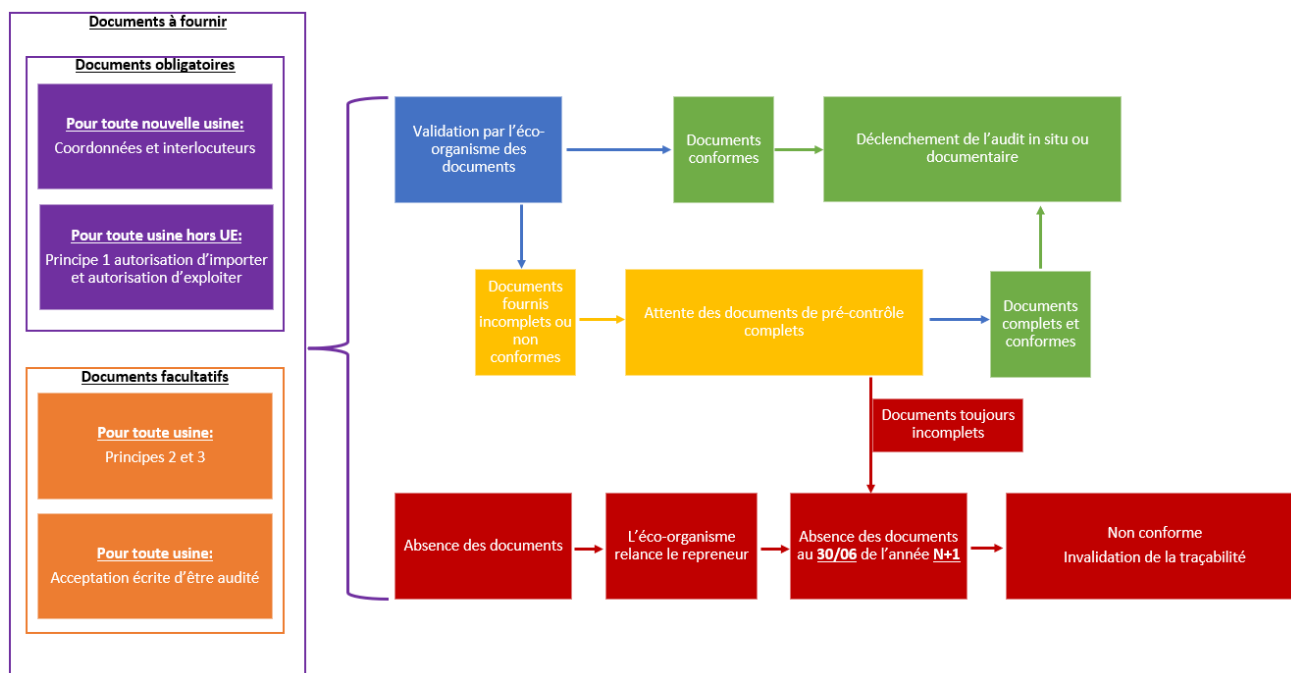 Documents à fournir
Documents obligatoires
Pour toute nouvelle usine:
Coordonnées et interlocuteurs
Pour toute usine hors UE:
Principe 1 autorisation d'importer
et autorisation d'exploiter
Documents facultatifs
Pour toute usine:
Principes 2 et 3
Pour toute usine:
Acceptation écrite d'être audité
Validation par l'éco-
organisme des
documents
Documents
conformes
Déclenchement de l'audit in situ ou
documentaire
Documents
fournis
incomplets ou
non
conformes
Attente des documents de pré-contrôle
complets
Documents
complets et
conformes
Documents toujours
incomplets
Absence des documents
L'éco-organisme
relance le repreneur
Absence des documents
au 30/06 de l'année N+1
Non conforme
Invalidation de la traçabilité